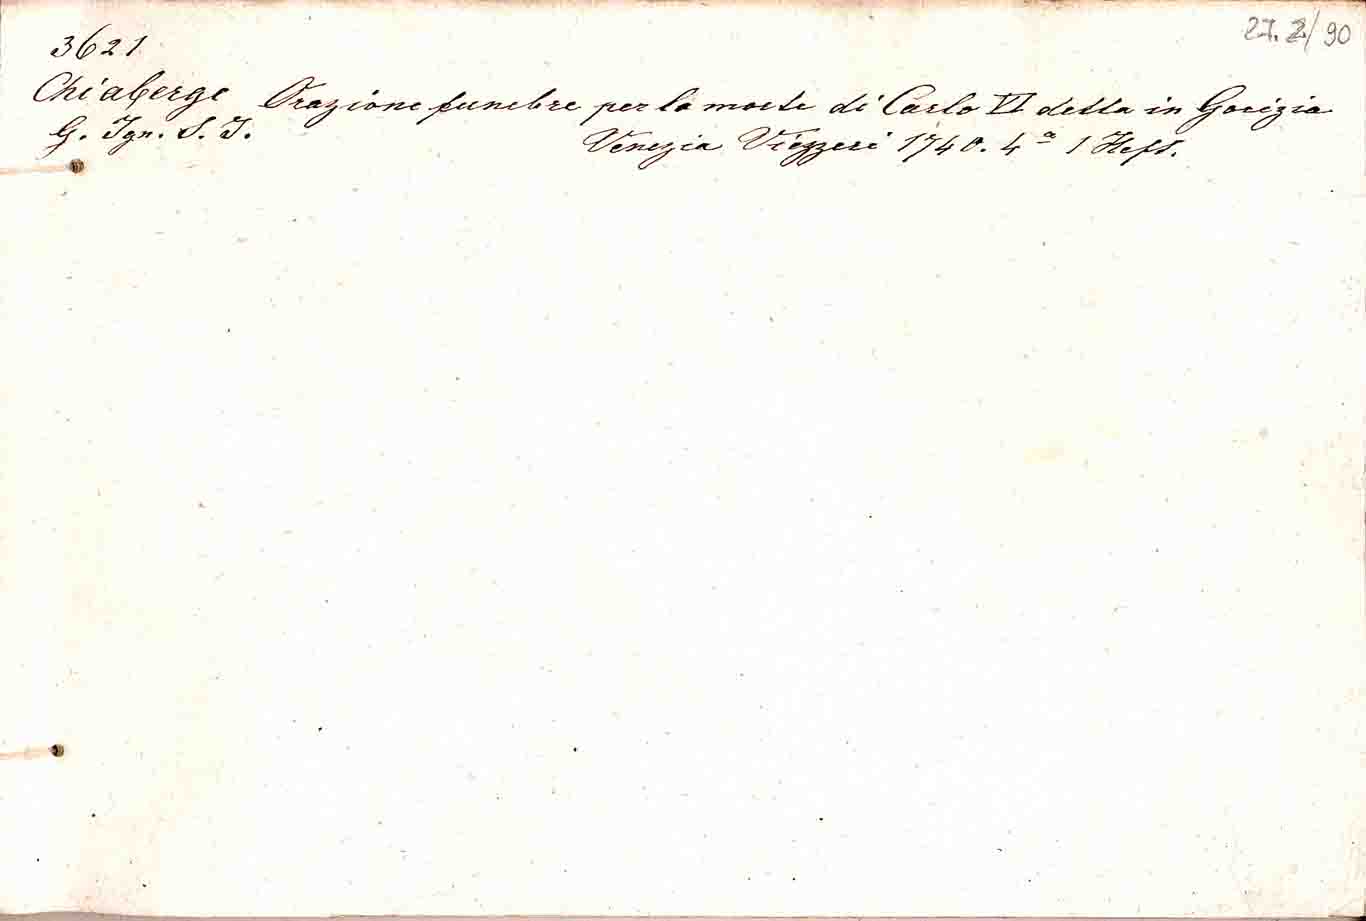 27. 2/90
3621
Chiaberge Orazione funebre per la morte di Carlo VI detta in Gorizia
G. Ign. S. J. Venezia Viezzeri 1740. 4º 1 Heft.